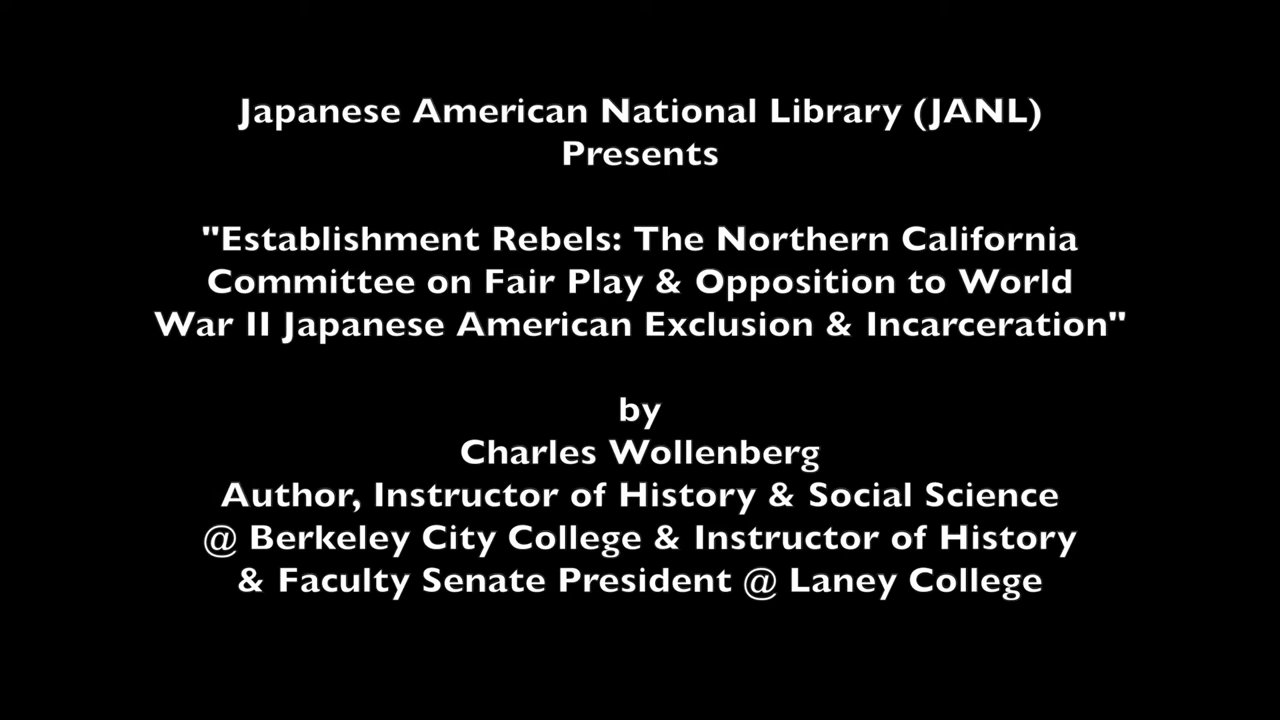 Japanese American National Library (JANL)
Presents
"Establishment Rebels: The Northern California
Committee on Fair Play & Opposition to World
War II Japanese American Exclusion & Incarceration"
by
Charles Wollenberg
Author, Instructor of History & Social Science
@ Berkeley City College & Instructor of History
& Faculty Senate President @ Laney College